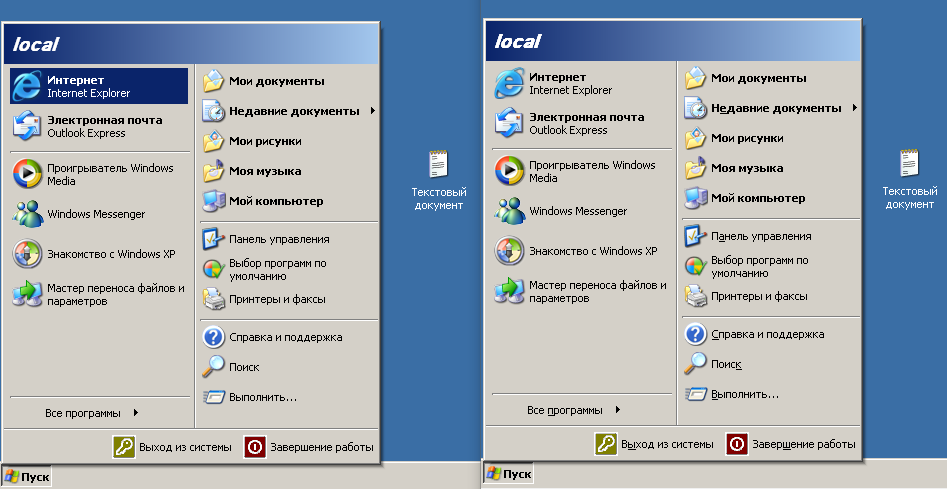 local
Интернет
Internet Explorer
Электронная почта
Outlook Express
Проигрыватель Windows
Media
Windows Messenger
Знакомство с Windows XP
Мастер переноса файлов и
параметров
Все программы
Мои документы
Недавние документы
Мои рисунки
Моя музыка
Мой компьютер
Панель управления
Выбор программ по
умолчанию
Принтеры и факсы
Справка и поддержка
Поиск
Выполнить...
Выход из системы
Завершение работы
Пуск
Текстовый
документ
local
Интернет
Internet Explorer
Электронная почта
Outlook Express
Проигрыватель Windows
Media
Windows Messenger
Знакомство с Windows XP
Мастер переноса файлов и
параметров
Все программы
Мои документы
Недавние документы
Мои рисунки
Моя музыка
Мой компьютер
Панель управления
Выбор программ по
умолчанию
Принтеры и факсы
Справка и поддержка
Поиск
Выполнить...
Выход из системы
Завершение работы
Пуск
Текстовый
документ